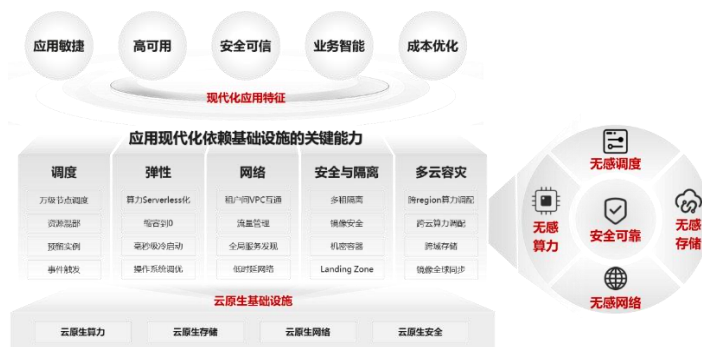 应用敏捷
高可用
安全可信
业务智能
成本优化
现代化应用特征
应用现代化依赖基础设施的关键能力
调度
弹性
网络
安全与隔离
多云容灾
万级节点调度
算力Serverless化
租户间VPC互通
多租隔离
跨region算力调配
资源混部
缩容到0
流量管理
镜像安全
跨云算力调配
预留实例
毫秒级冷启动
全局服务发现
机密容器
跨域存储
事件触发
操作系统调优
低时延网络
Landing Zone
镜像全球同步
云原生基础设施
云原生算力
云原生存储
云原生网络
云原生安全
无感调度
无感
算力
安全可靠
无感
存储
无感网络